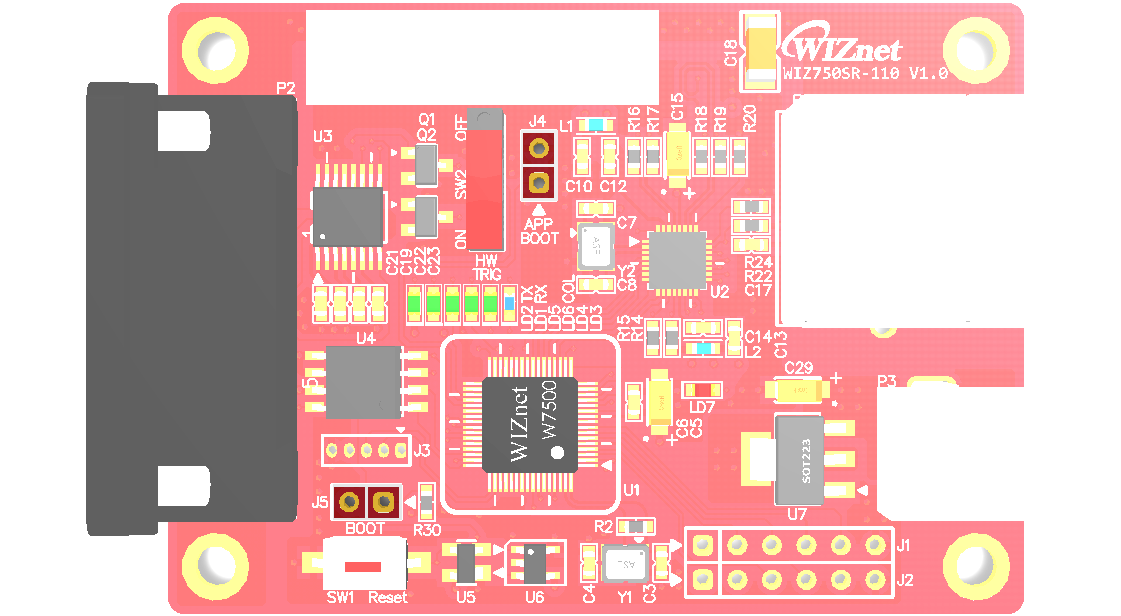 WIZnet
WIZ750SR-110 V1.0
C18
P2
U3
Q1
Q2
OFF
SW2
ON
HW
TRIG
J4
APP
BOOT
L1
C10
C12
R16
R17
C15
R18
R19
R20
C7
Y2
C8
U2
R24
R22
C17
1
C21
C19
C22
C23
LD2 TX
LD1 RX
LD5
LD6 COL
LD4
LD3
R15
R14
C14
L2
C13
U4
C29
P3
LD7
C6
C5
WIZnet
W7500
U1
SOT223
U7
J3
J5
BOOT
R30
R2
J1
J2
SW1
Reset
U5
U6
C4
Y1
C3